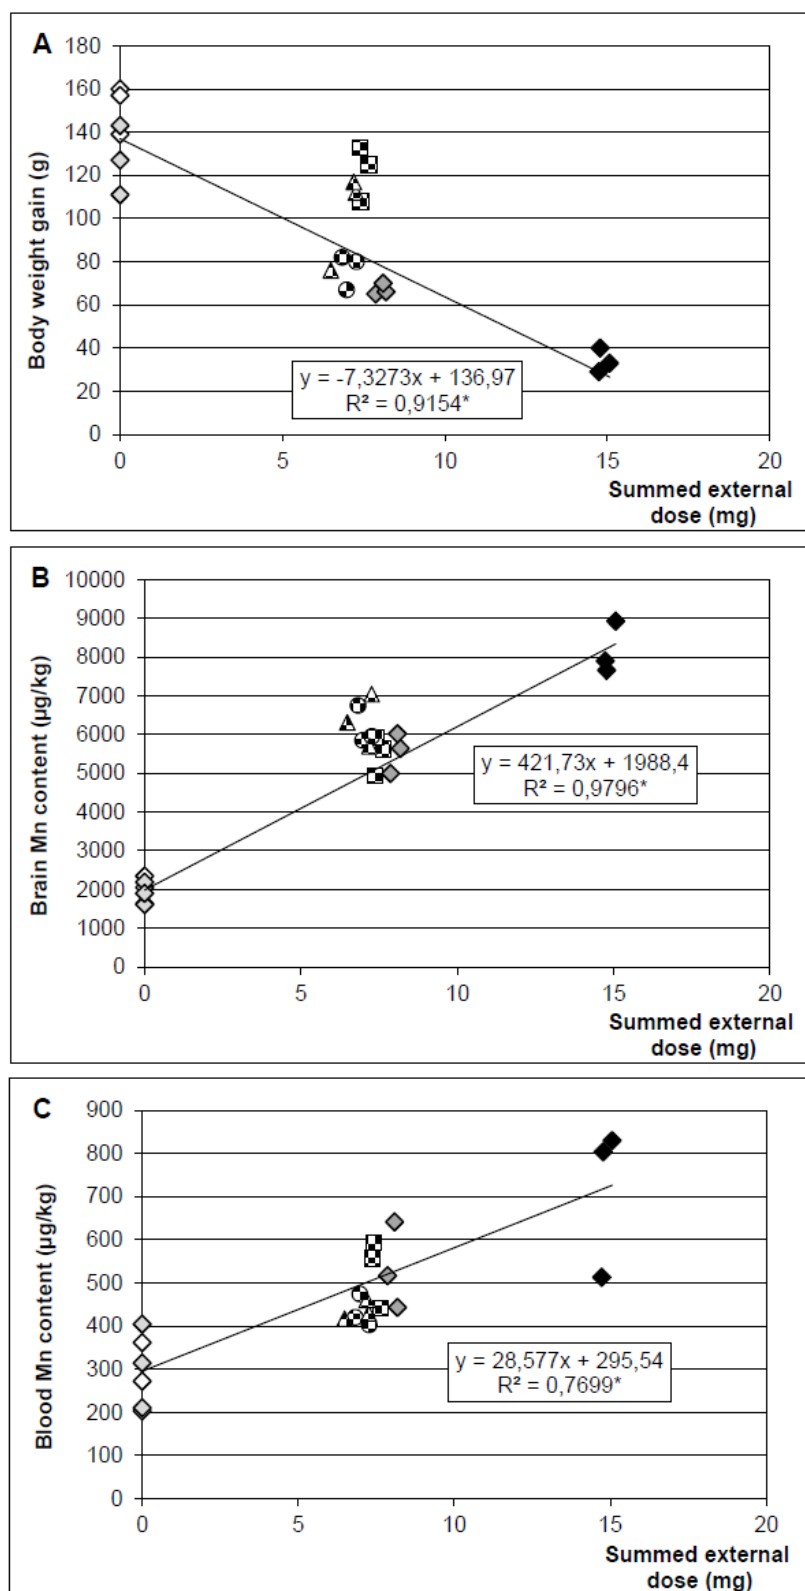 A
180
160
140
120
100
80
60
40
20
0
Body weight gain (g)
y = -7,3273x + 136,97
R² = 0,9154*
0 5 10 15 20
Summed external
dose (mg)
B
10000
9000
8000
7000
6000
5000
4000
3000
2000
1000
0
Brain Mn content (µg/kg)
y = 421,73x + 1988,4
R² = 0,9796*
0 5 10 15 20
Summed external
dose (mg)
C
900
800
700
600
500
400
300
200
100
0
Blood Mn content (µg/kg)
y = 28,577x + 295,54
R² = 0,7699*
0 5 10 15 20
Summed external
dose (mg)